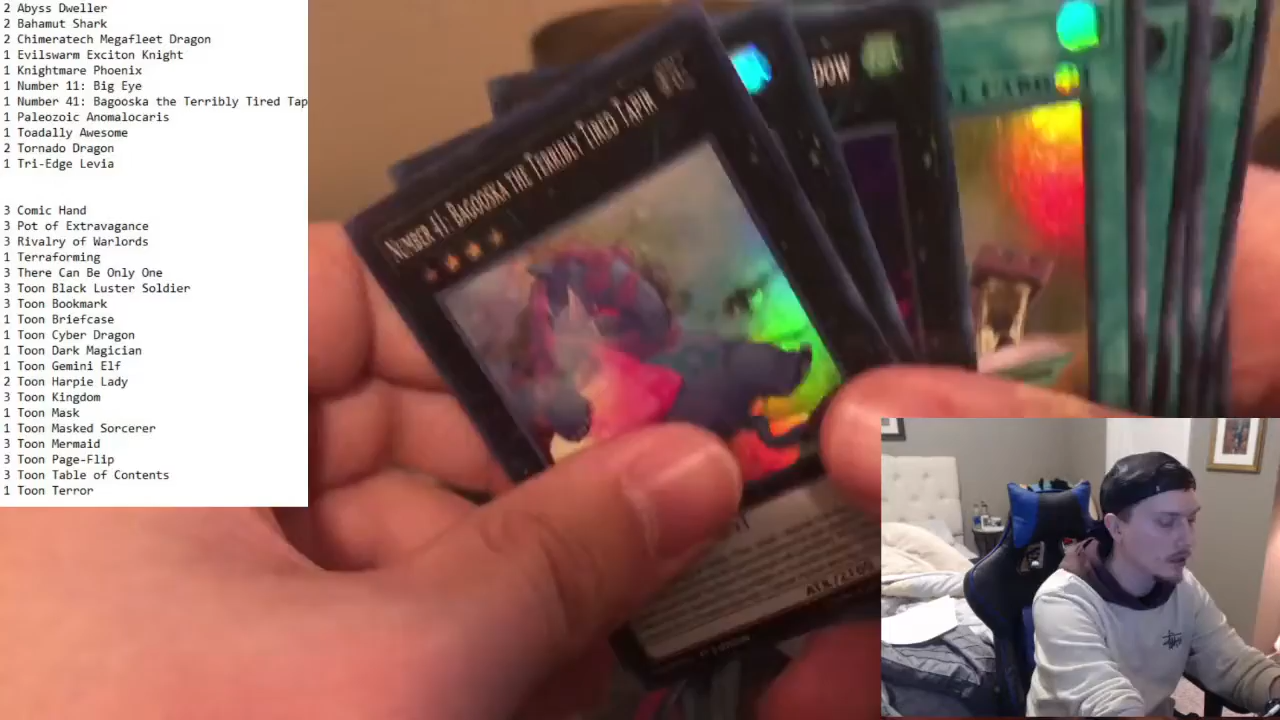 2 Abyss Dweller
2 Bahamut Shark
2 Chimeratech Megafleet Dragon
1 Evilswarm Exciton Knight
1 Knightmare Phoenix
1 Number 11: Big Eye
1 Number 41: Bagooska the Terribly Tired Tap
1 Paleozoic Anomalocaris
1 Toadally Awesome
2 Tornado Dragon
1 Tri-Edge Levia
3 Comic Hand
3 Pot of Extravagance
3 Rivalry of Warlords
1 Terraforming
3 There Can Be Only One
3 Toon Black Luster Soldier
3 Toon Bookmark
1 Toon Briefcase
1 Toon Cyber Dragon
1 Toon Dark Magician
1 Toon Gemini Elf
2 Toon Harpie Lady
3 Toon Kingdom
1 Toon Mask
1 Toon Masked Sorcerer
3 Toon Mermaid
3 Toon Page-Flip
3 Toon Table of Contents
1 Toon Terror
NUMBER 41: BAGOOSKA THE TERRIBLY TIRED TAPIR
DOW
ATK/2100